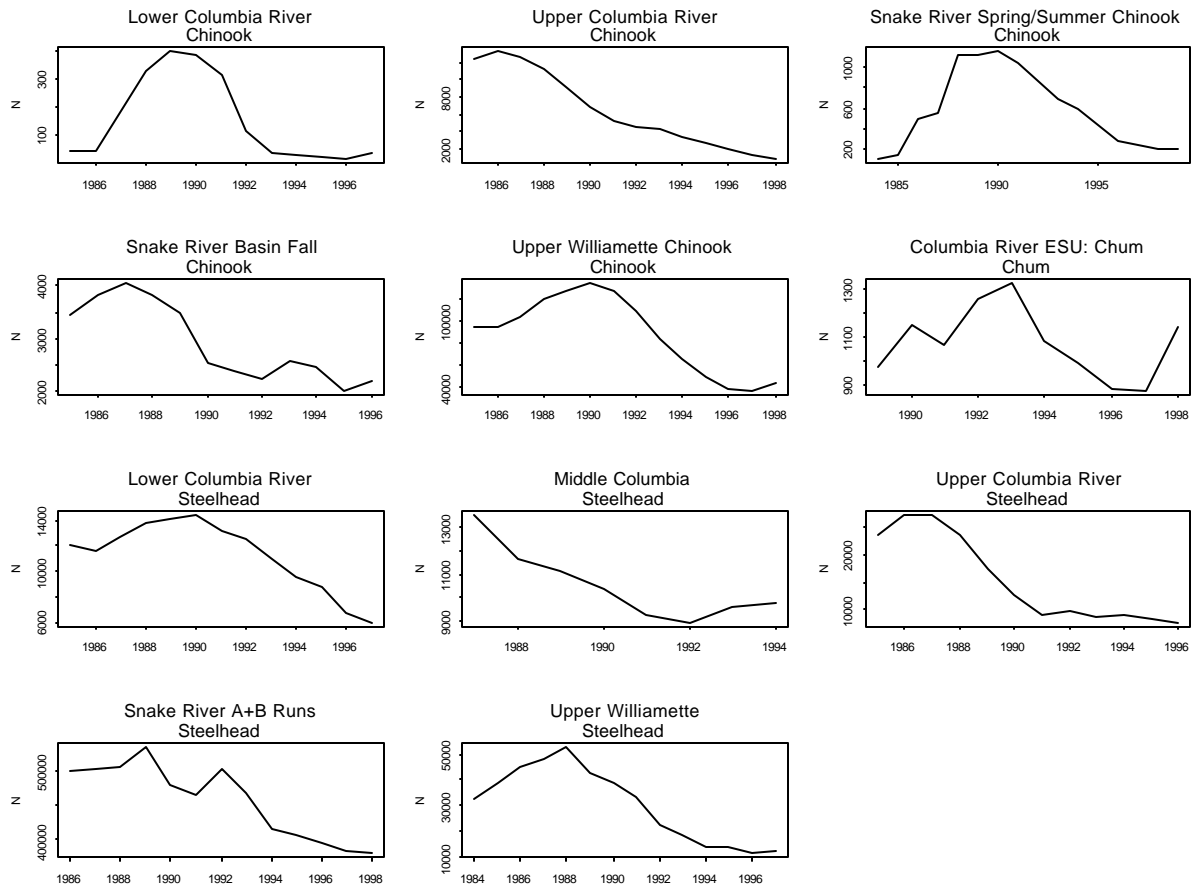 Lower Columbia River
Chinook
N
300
100
1986 1988 1990 1992 1994 1996
Upper Columbia River
Chinook
N
8000
2000
1986 1988 1990 1992 1994 1996 1998
Snake River Spring/Summer Chinook
Chinook
N
1000
600
200
1985 1990 1995
Snake River Basin Fall
Chinook
N
4000
3000
2000
1986 1988 1990 1992 1994 1996
Upper Williamette Chinook
Chinook
N
100000
40000
1986 1988 1990 1992 1994 1996 1998
Columbia River ESU: Chum
Chum
N
1300
1100
900
1990 1992 1994 1996 1998
Lower Columbia River
Steelhead
N
14000
10000
6000
1986 1988 1990 1992 1994 1996
Middle Columbia
Steelhead
N
13000
11000
9000
1988 1990 1992 1994
Upper Columbia River
Steelhead
N
20000
10000
1986 1988 1990 1992 1994 1996
Snake River A+B Runs
Steelhead
N
500000
400000
1986 1988 1990 1992 1994 1996 1998
Upper Williamette
Steelhead
N
50000
30000
10000
1984 1986 1988 1990 1992 1994 1996